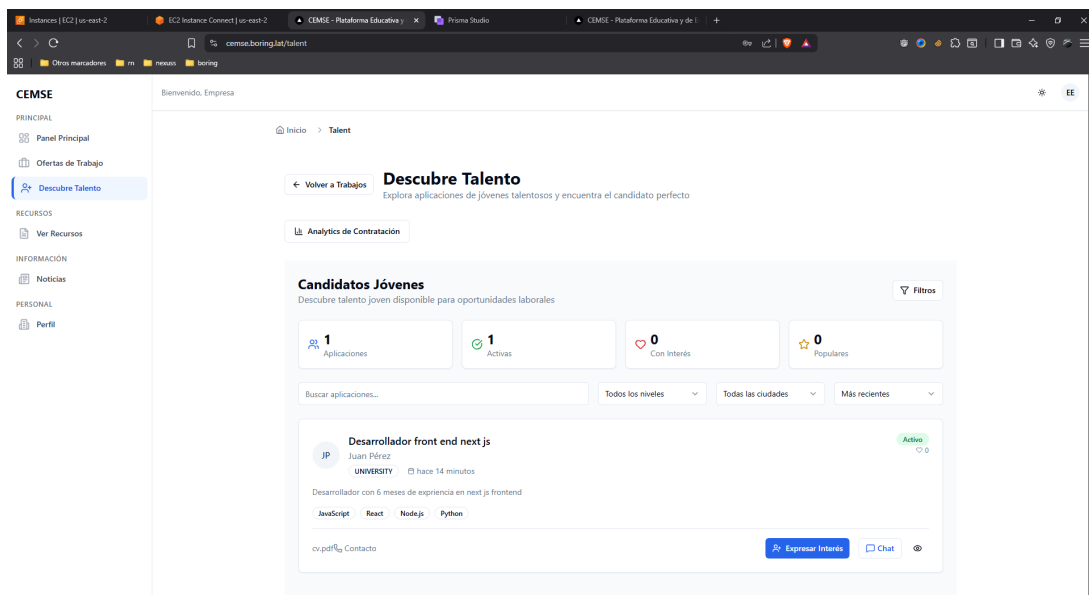 Instances | EC2 | us-east-2
EC2 Instance Connect | us-east-2
CEMSE - Plataforma Educativa y
Prisma Studio
CEMSE - Plataforma Educativa y de E
cemse.boring.lat/talent
Otros marcadores
m
nexuss
boring
CEMSE
Bienvenido, Empresa
EE
PRINCIPAL
Panel Principal
Ofertas de Trabajo
Descubre Talento
RECURSOS
Ver Recursos
INFORMACIÓN
Noticias
PERSONAL
Perfil
Inicio > Talent
← Volver a Trabajos
Descubre Talento
Explora aplicaciones de jóvenes talentosos y encuentra el candidato perfecto
Analytics de Contratación
Candidatos Jóvenes
Descubre talento joven disponible para oportunidades laborales
Filtros
1
Aplicaciones
1
Activas
0
Con Interés
0
Populares
Buscar aplicaciones...
Todos los niveles
Todas las ciudades
Más recientes
JP
Desarrollador front end next js
Juan Pérez
UNIVERSITY
hace 14 minutos
Activo
0
Desarrollador con 6 meses de expriencia en next js frontend
JavaScript
React
Node.js
Python
cv.pdf
Contacto
Expresar Interés
Chat